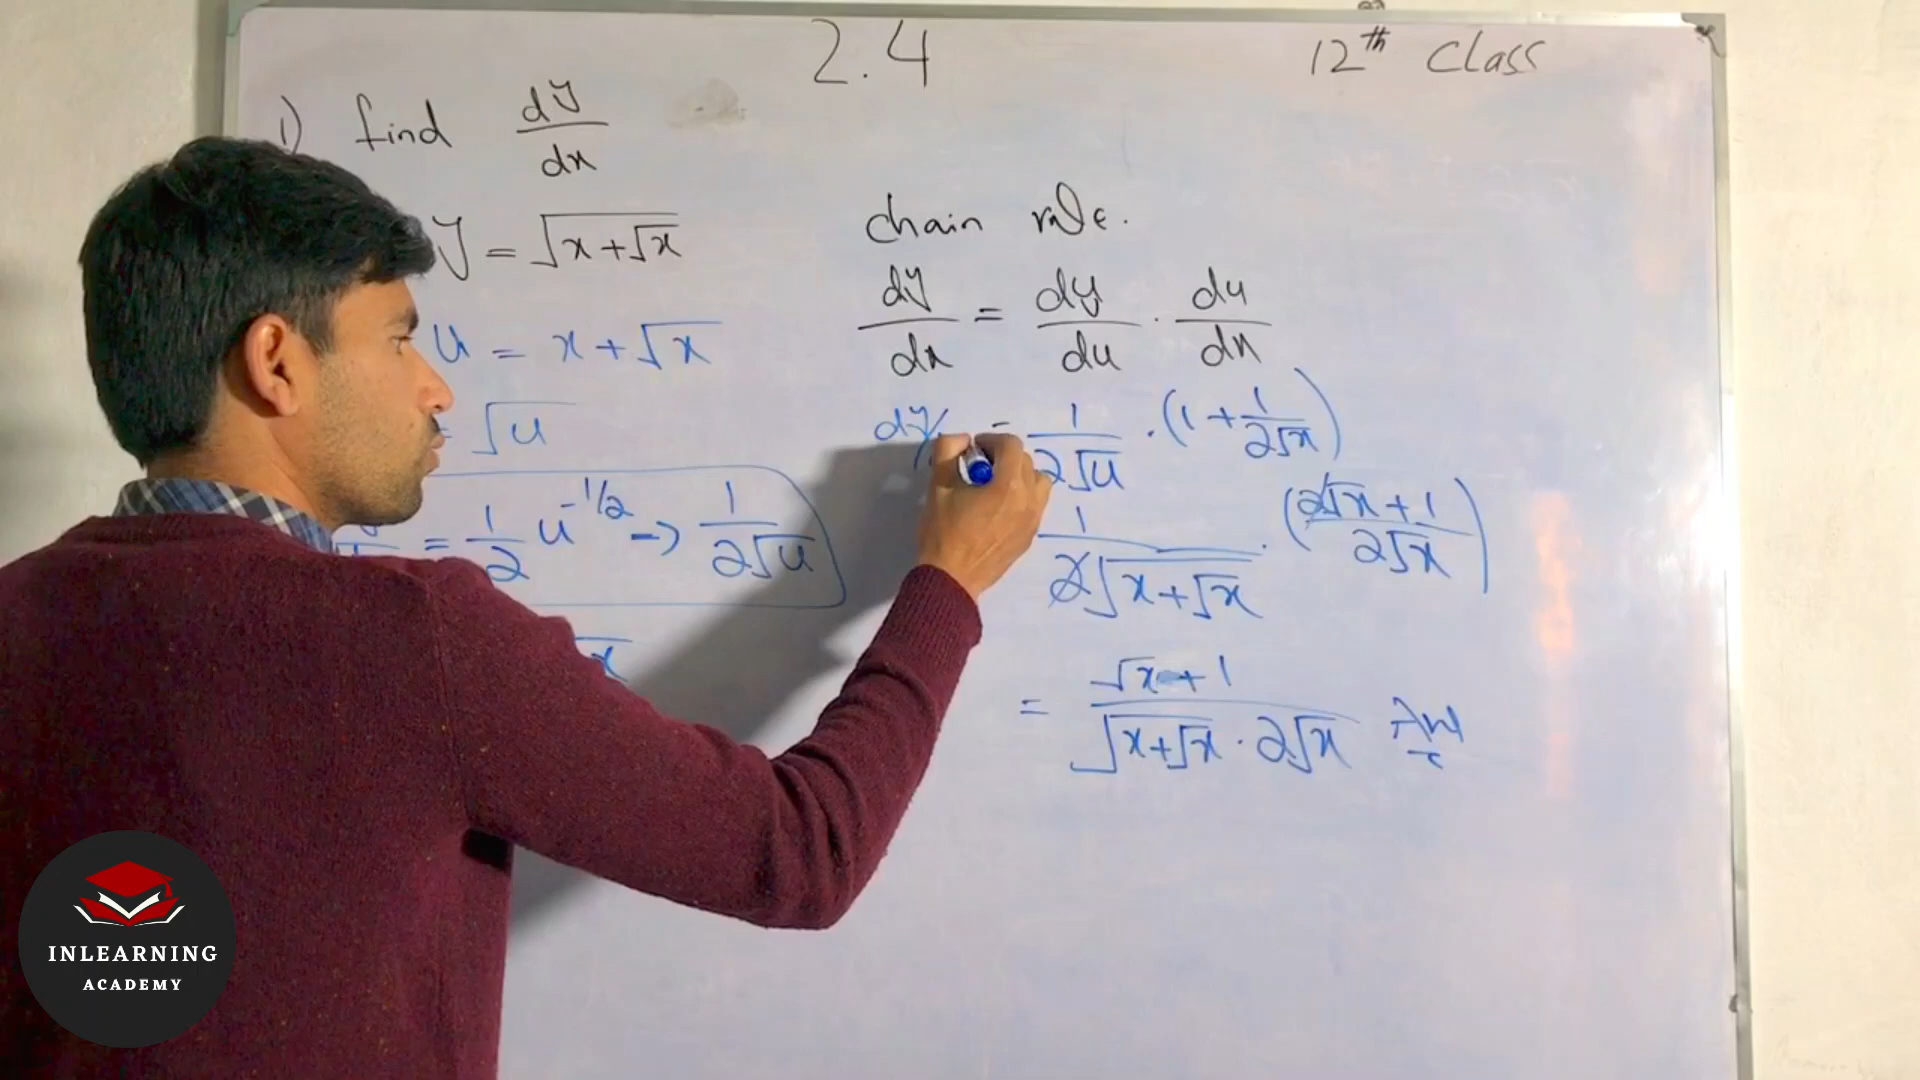 2.4
12th Class
1) find dy/dx
y = √(x+√x)
u = x + √x
= √u
= 1/2 u^(-1/2) → 1/(2√u)
√x
chain rule.
dy/dx = dy/du · du/dx
dy/ = 1/(2√u) · (1 + 1/(2√x))
1/(2√(x+√x)) · ((2√x+1)/(2√x))
= (√x+1)/(√(x+√x) · 2√x) Ans
INLEARNING
ACADEMY